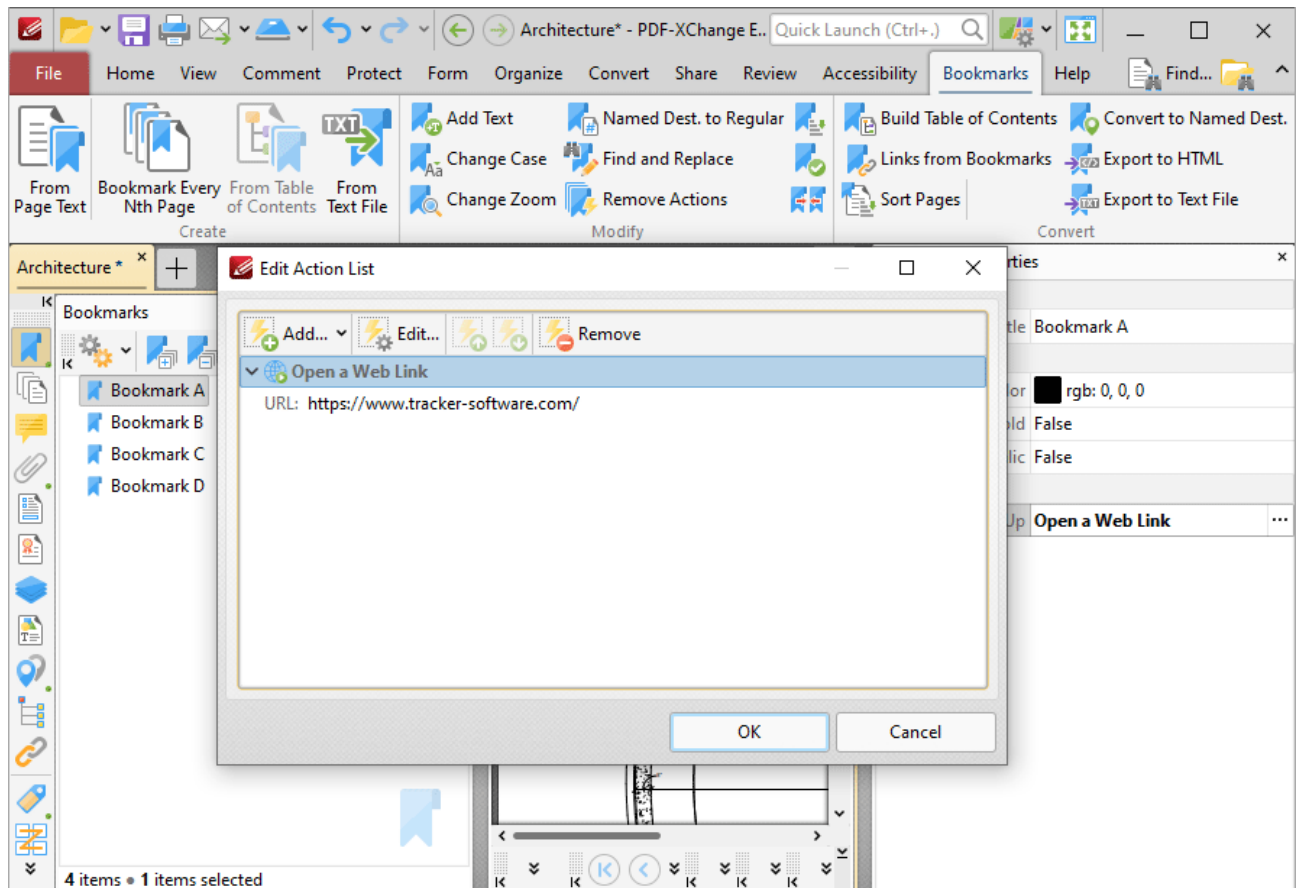 Architecture* - PDF-XChange E.. Quick Launch (Ctrl+.)
File Home View Comment Protect Form Organize Convert Share Review Accessibility Bookmarks Help Find...
From Page Text
Bookmark Every Nth Page
From Table of Contents
TXT
From Text File
Create
Add Text
Change Case
Change Zoom
Named Dest. to Regular
Find and Replace
Remove Actions
Modify
Build Table of Contents
Links from Bookmarks
Sort Pages
Convert to Named Dest.
Export to HTML
Export to Text File
Convert
Architecture *
Bookmarks
Bookmark A
Bookmark B
Bookmark C
Bookmark D
4 items • 1 items selected
Edit Action List
Add... Edit... Remove
Open a Web Link
URL: https://www.tracker-software.com/
OK Cancel
rties
tle Bookmark A
lor rgb: 0, 0, 0
old False
lic False
Up Open a Web Link ...